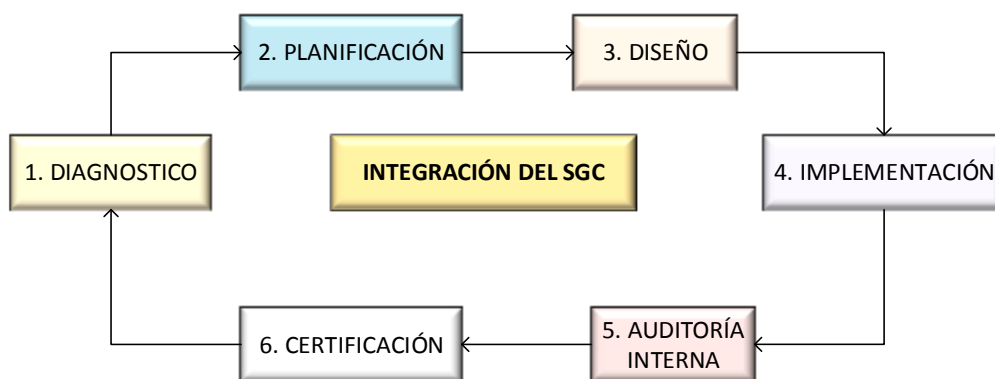 2. PLANIFICACIÓN
3. DISEÑO
1. DIAGNOSTICO
INTEGRACIÓN DEL SGC
4. IMPLEMENTACIÓN
6. CERTIFICACIÓN
5. AUDITORÍA
INTERNA